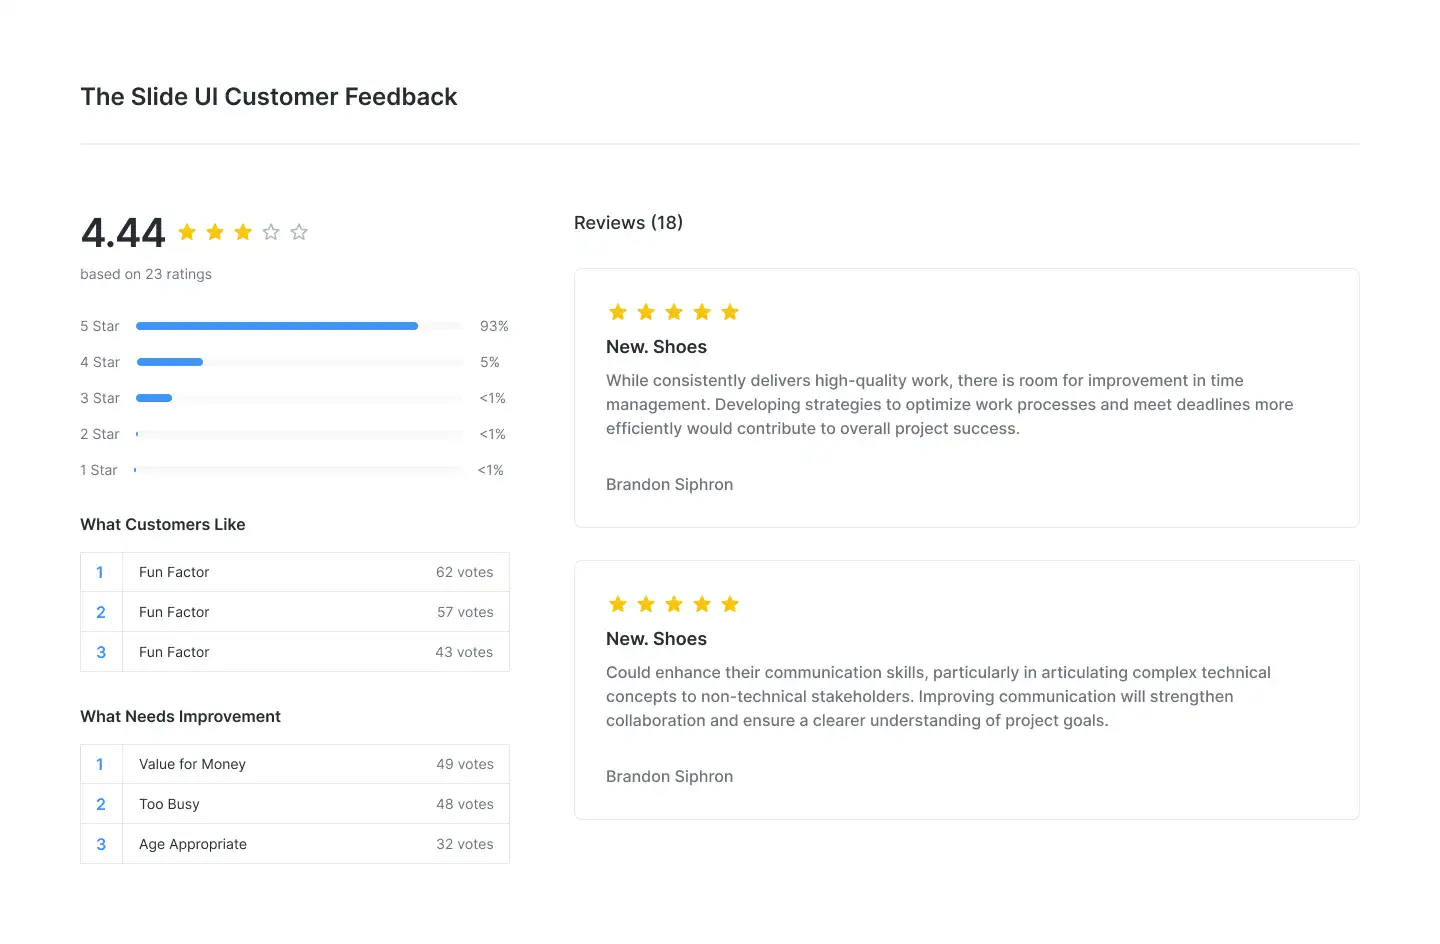 The Slide UI Customer Feedback
4.44
based on 23 ratings
5 Star 93%
4 Star 5%
3 Star <1%
2 Star <1%
1 Star <1%
What Customers Like
1 Fun Factor 62 votes
2 Fun Factor 57 votes
3 Fun Factor 43 votes
What Needs Improvement
1 Value for Money 49 votes
2 Too Busy 48 votes
3 Age Appropriate 32 votes
Reviews (18)
New. Shoes
While consistently delivers high-quality work, there is room for improvement in time
management. Developing strategies to optimize work processes and meet deadlines more
efficiently would contribute to overall project success.
Brandon Siphron
New. Shoes
Could enhance their communication skills, particularly in articulating complex technical
concepts to non-technical stakeholders. Improving communication will strengthen
collaboration and ensure a clearer understanding of project goals.
Brandon Siphron